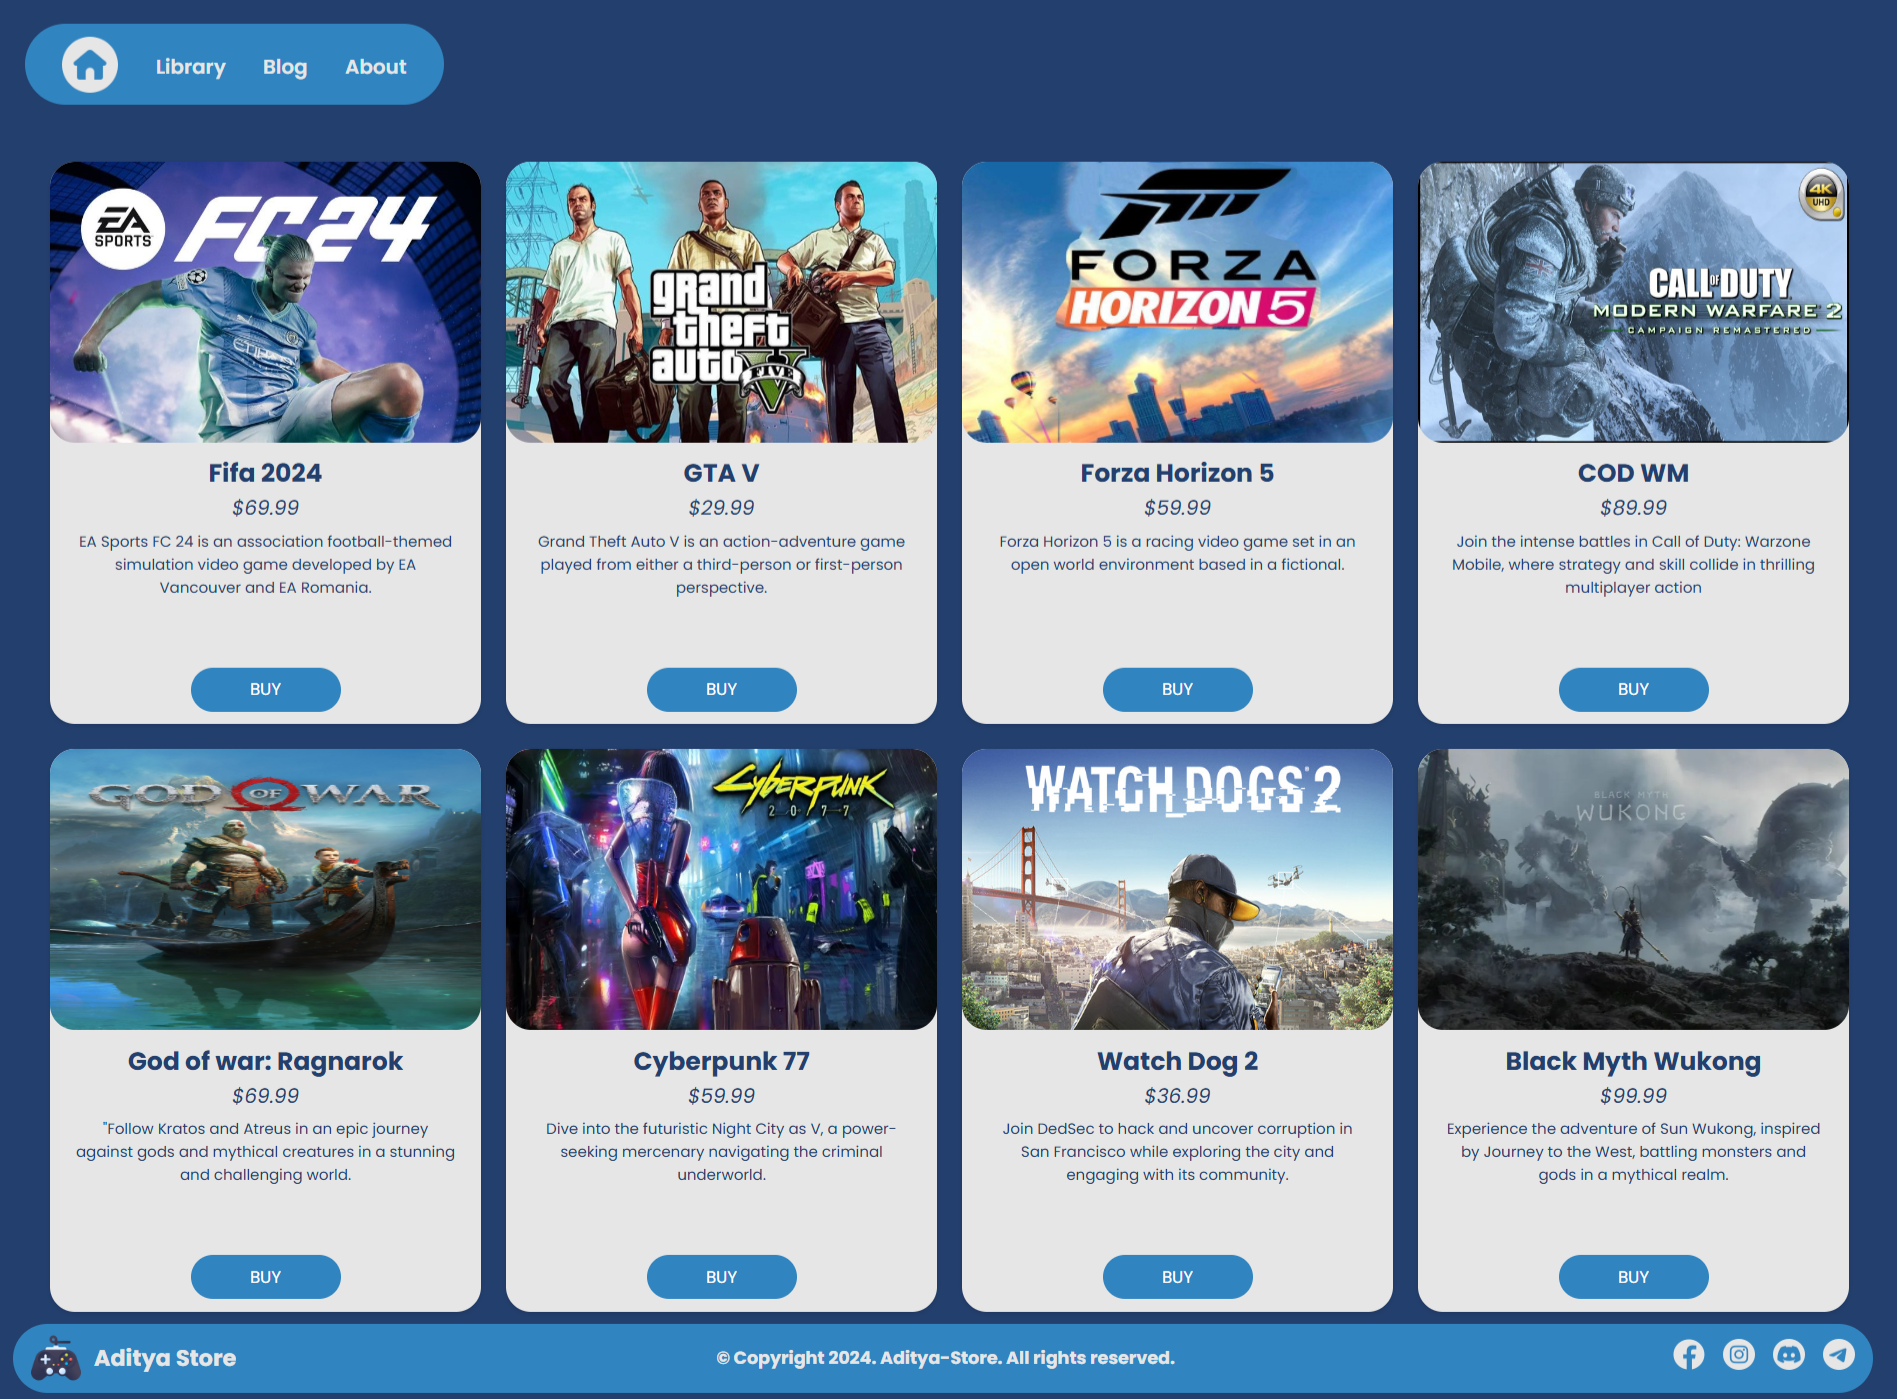 Library Blog About
EA
SPORTS
FC24
ETIHAD
grand
theft
auto
FIVE
V
FORZA
HORIZON 5
4K
UHD
CALL OF DUTY
MODERN WARFARE 2
CAMPAIGN REMASTERED
Fifa 2024
$69.99
EA Sports FC 24 is an association football-themed
simulation video game developed by EA
Vancouver and EA Romania.
BUY
GTA V
$29.99
Grand Theft Auto V is an action-adventure game
played from either a third-person or first-person
perspective.
BUY
Forza Horizon 5
$59.99
Forza Horizon 5 is a racing video game set in an
open world environment based in a fictional.
BUY
COD WM
$89.99
Join the intense battles in Call of Duty: Warzone
Mobile, where strategy and skill collide in thrilling
multiplayer action
BUY
GOD OF WAR
Cyberpunk
2077
WATCH_DOGS 2
BLACK MYTH
WUKONG
God of war: Ragnarok
$69.99
"Follow Kratos and Atreus in an epic journey
against gods and mythical creatures in a stunning
and challenging world.
BUY
Cyberpunk 77
$59.99
Dive into the futuristic Night City as V, a power-
seeking mercenary navigating the criminal
underworld.
BUY
Watch Dog 2
$36.99
Join DedSec to hack and uncover corruption in
San Francisco while exploring the city and
engaging with its community.
BUY
Black Myth Wukong
$99.99
Experience the adventure of Sun Wukong, inspired
by Journey to the West, battling monsters and
gods in a mythical realm.
BUY
Aditya Store
© Copyright 2024. Aditya-Store. All rights reserved.